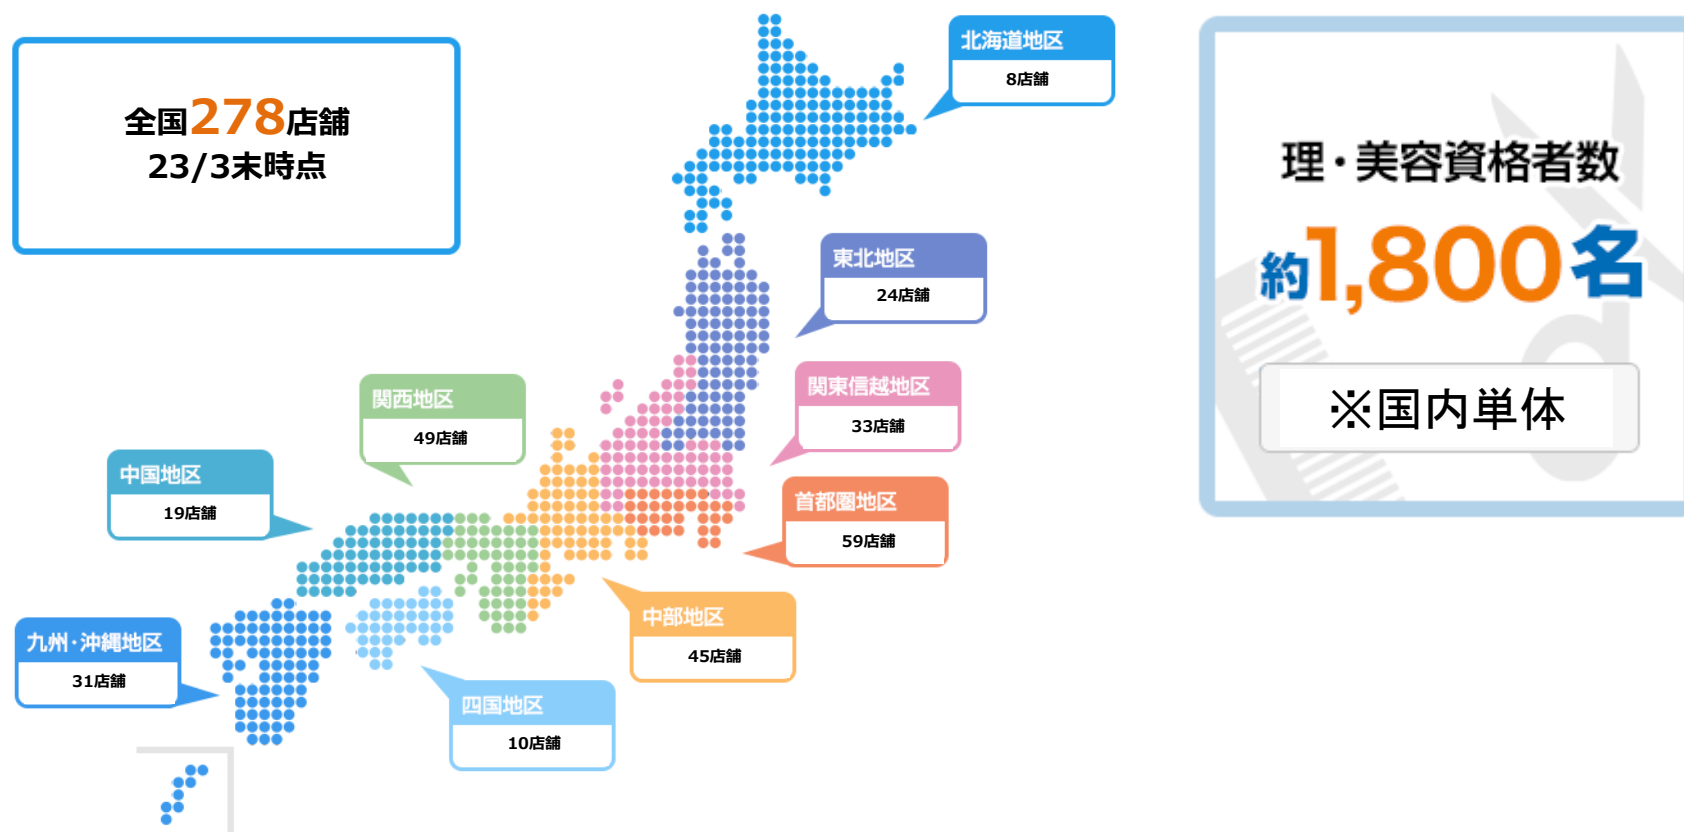 全国278店舗
23/3末時点
北海道地区
8店舗
東北地区
24店舗
関東信越地区
33店舗
関西地区
49店舗
中国地区
19店舗
首都圏地区
59店舗
中部地区
45店舗
九州・沖縄地区
31店舗
四国地区
10店舗
理・美容資格者数
約1,800名
※国内単体